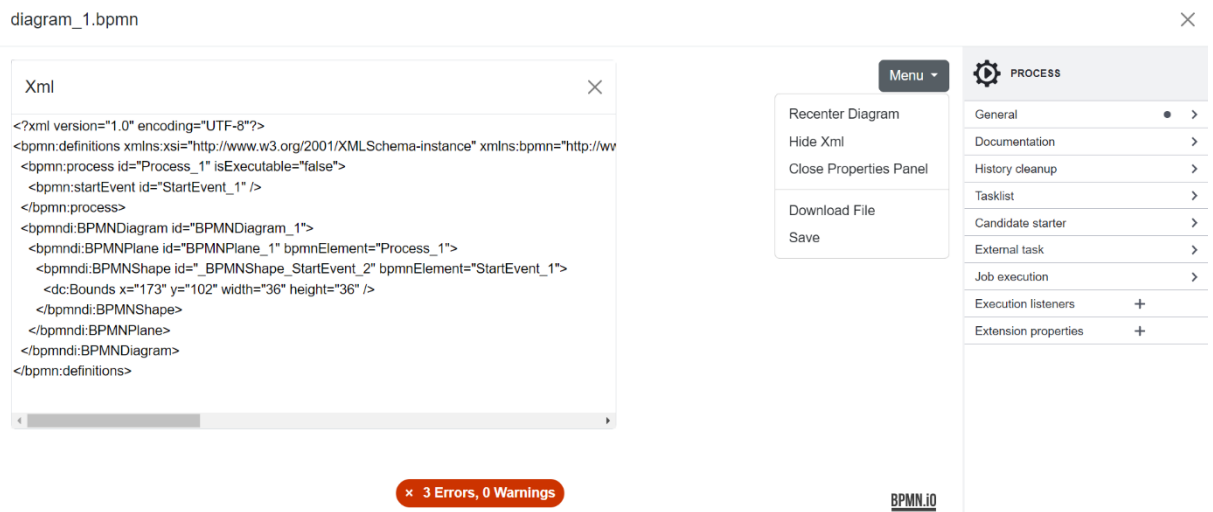 diagram_1.bpmn
Xml
<?xml version="1.0" encoding="UTF-8"?>
<bpmn:definitions xmlns:xsi="http://www.w3.org/2001/XMLSchema-instance" xmlns:bpmn="http://ww
<bpmn:process id="Process_1" isExecutable="false">
<bpmn:startEvent id="StartEvent_1" />
</bpmn:process>
<bpmndi:BPMNDiagram id="BPMNDiagram_1">
<bpmndi:BPMNPlane id="BPMNPlane_1" bpmnElement="Process_1">
<bpmndi:BPMNShape id="_BPMNShape_StartEvent_2" bpmnElement="StartEvent_1">
<dc:Bounds x="173" y="102" width="36" height="36" />
</bpmndi:BPMNShape>
</bpmndi:BPMNPlane>
</bpmndi:BPMNDiagram>
</bpmn:definitions>
3 Errors, 0 Warnings
Menu
Recenter Diagram
Hide Xml
Close Properties Panel
Download File
Save
BPMN.iO
PROCESS
General
Documentation
History cleanup
Tasklist
Candidate starter
External task
Job execution
Execution listeners
Extension properties